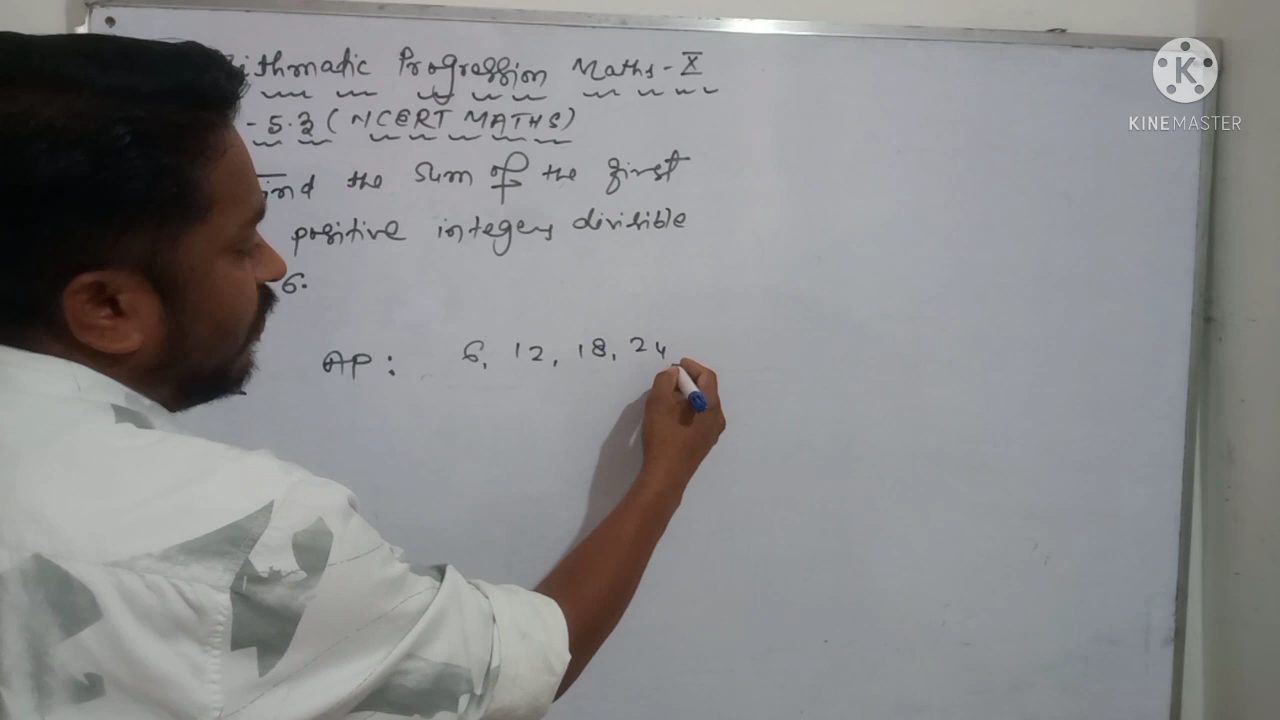 ithmatic Progression Maths - X
- 5.3 ( NCERT MATHS )
ind the sum of the first
positive integers divisible
6.
AP : 6, 12, 18, 24
K
KINEMASTER